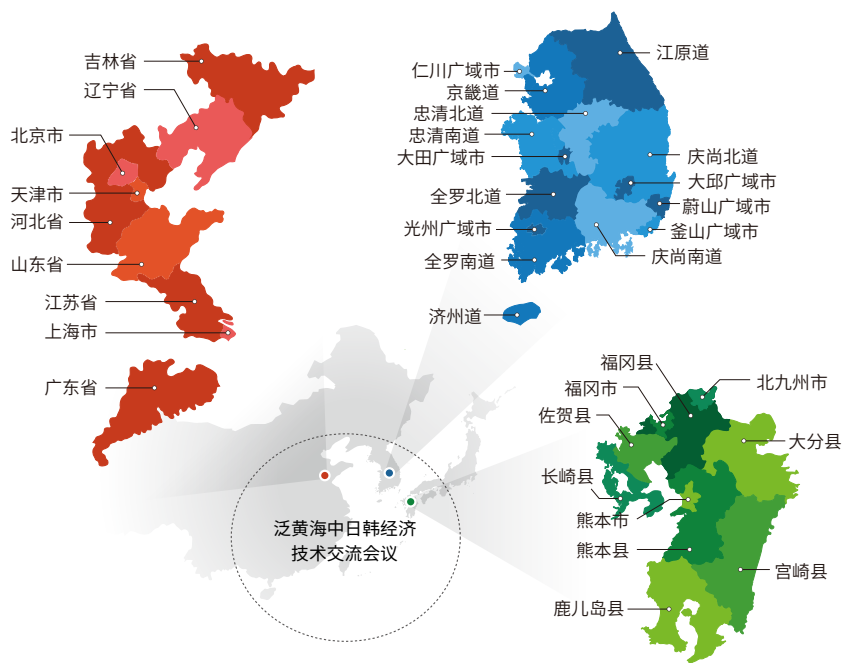 吉林省
辽宁省
北京市
天津市
河北省
山东省
江苏省
上海市
广东省
江原道
仁川广域市
京畿道
忠清北道
忠清南道
大田广域市
庆尚北道
大邱广域市
全罗北道
蔚山广域市
光州广域市
釜山广域市
全罗南道
庆尚南道
济州道
福冈县
北九州市
福冈市
佐贺县
大分县
长崎县
熊本市
熊本县
宫崎县
鹿儿岛县
泛黄海中日韩经济
技术交流会议